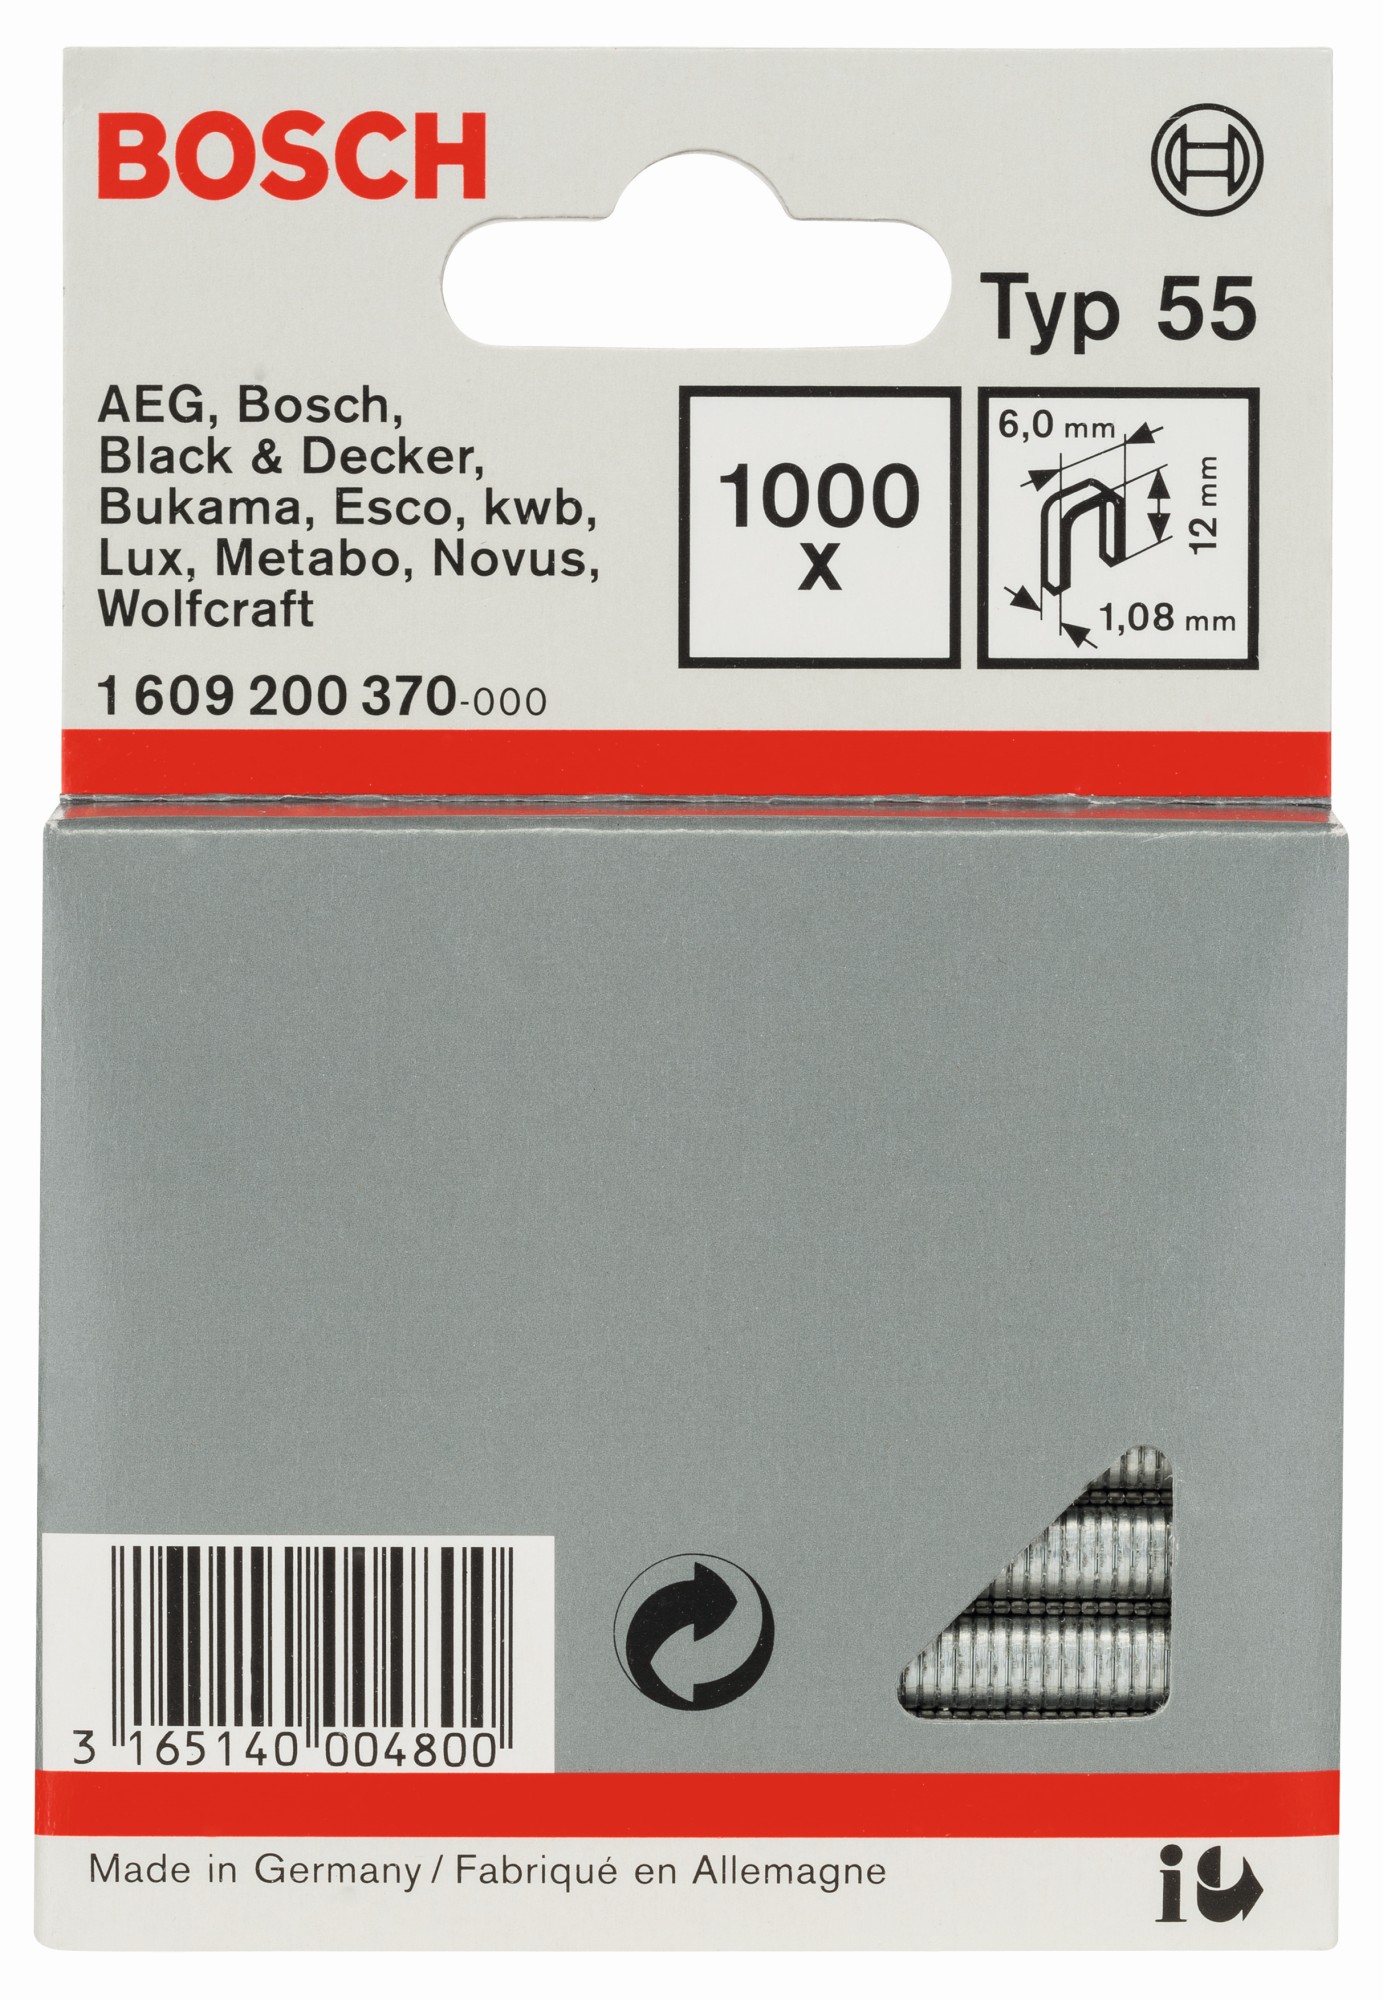 BOSCH
Typ 55
AEG, Bosch,
Black & Decker,
Bukama, Esco, kwb,
Lux, Metabo, Novus,
Wolfcraft
1 609 200 370-000
1000
x
6,0 mm
12 mm
1,08 mm
3 165140 004800
Made in Germany / Fabriqué en Allemagne